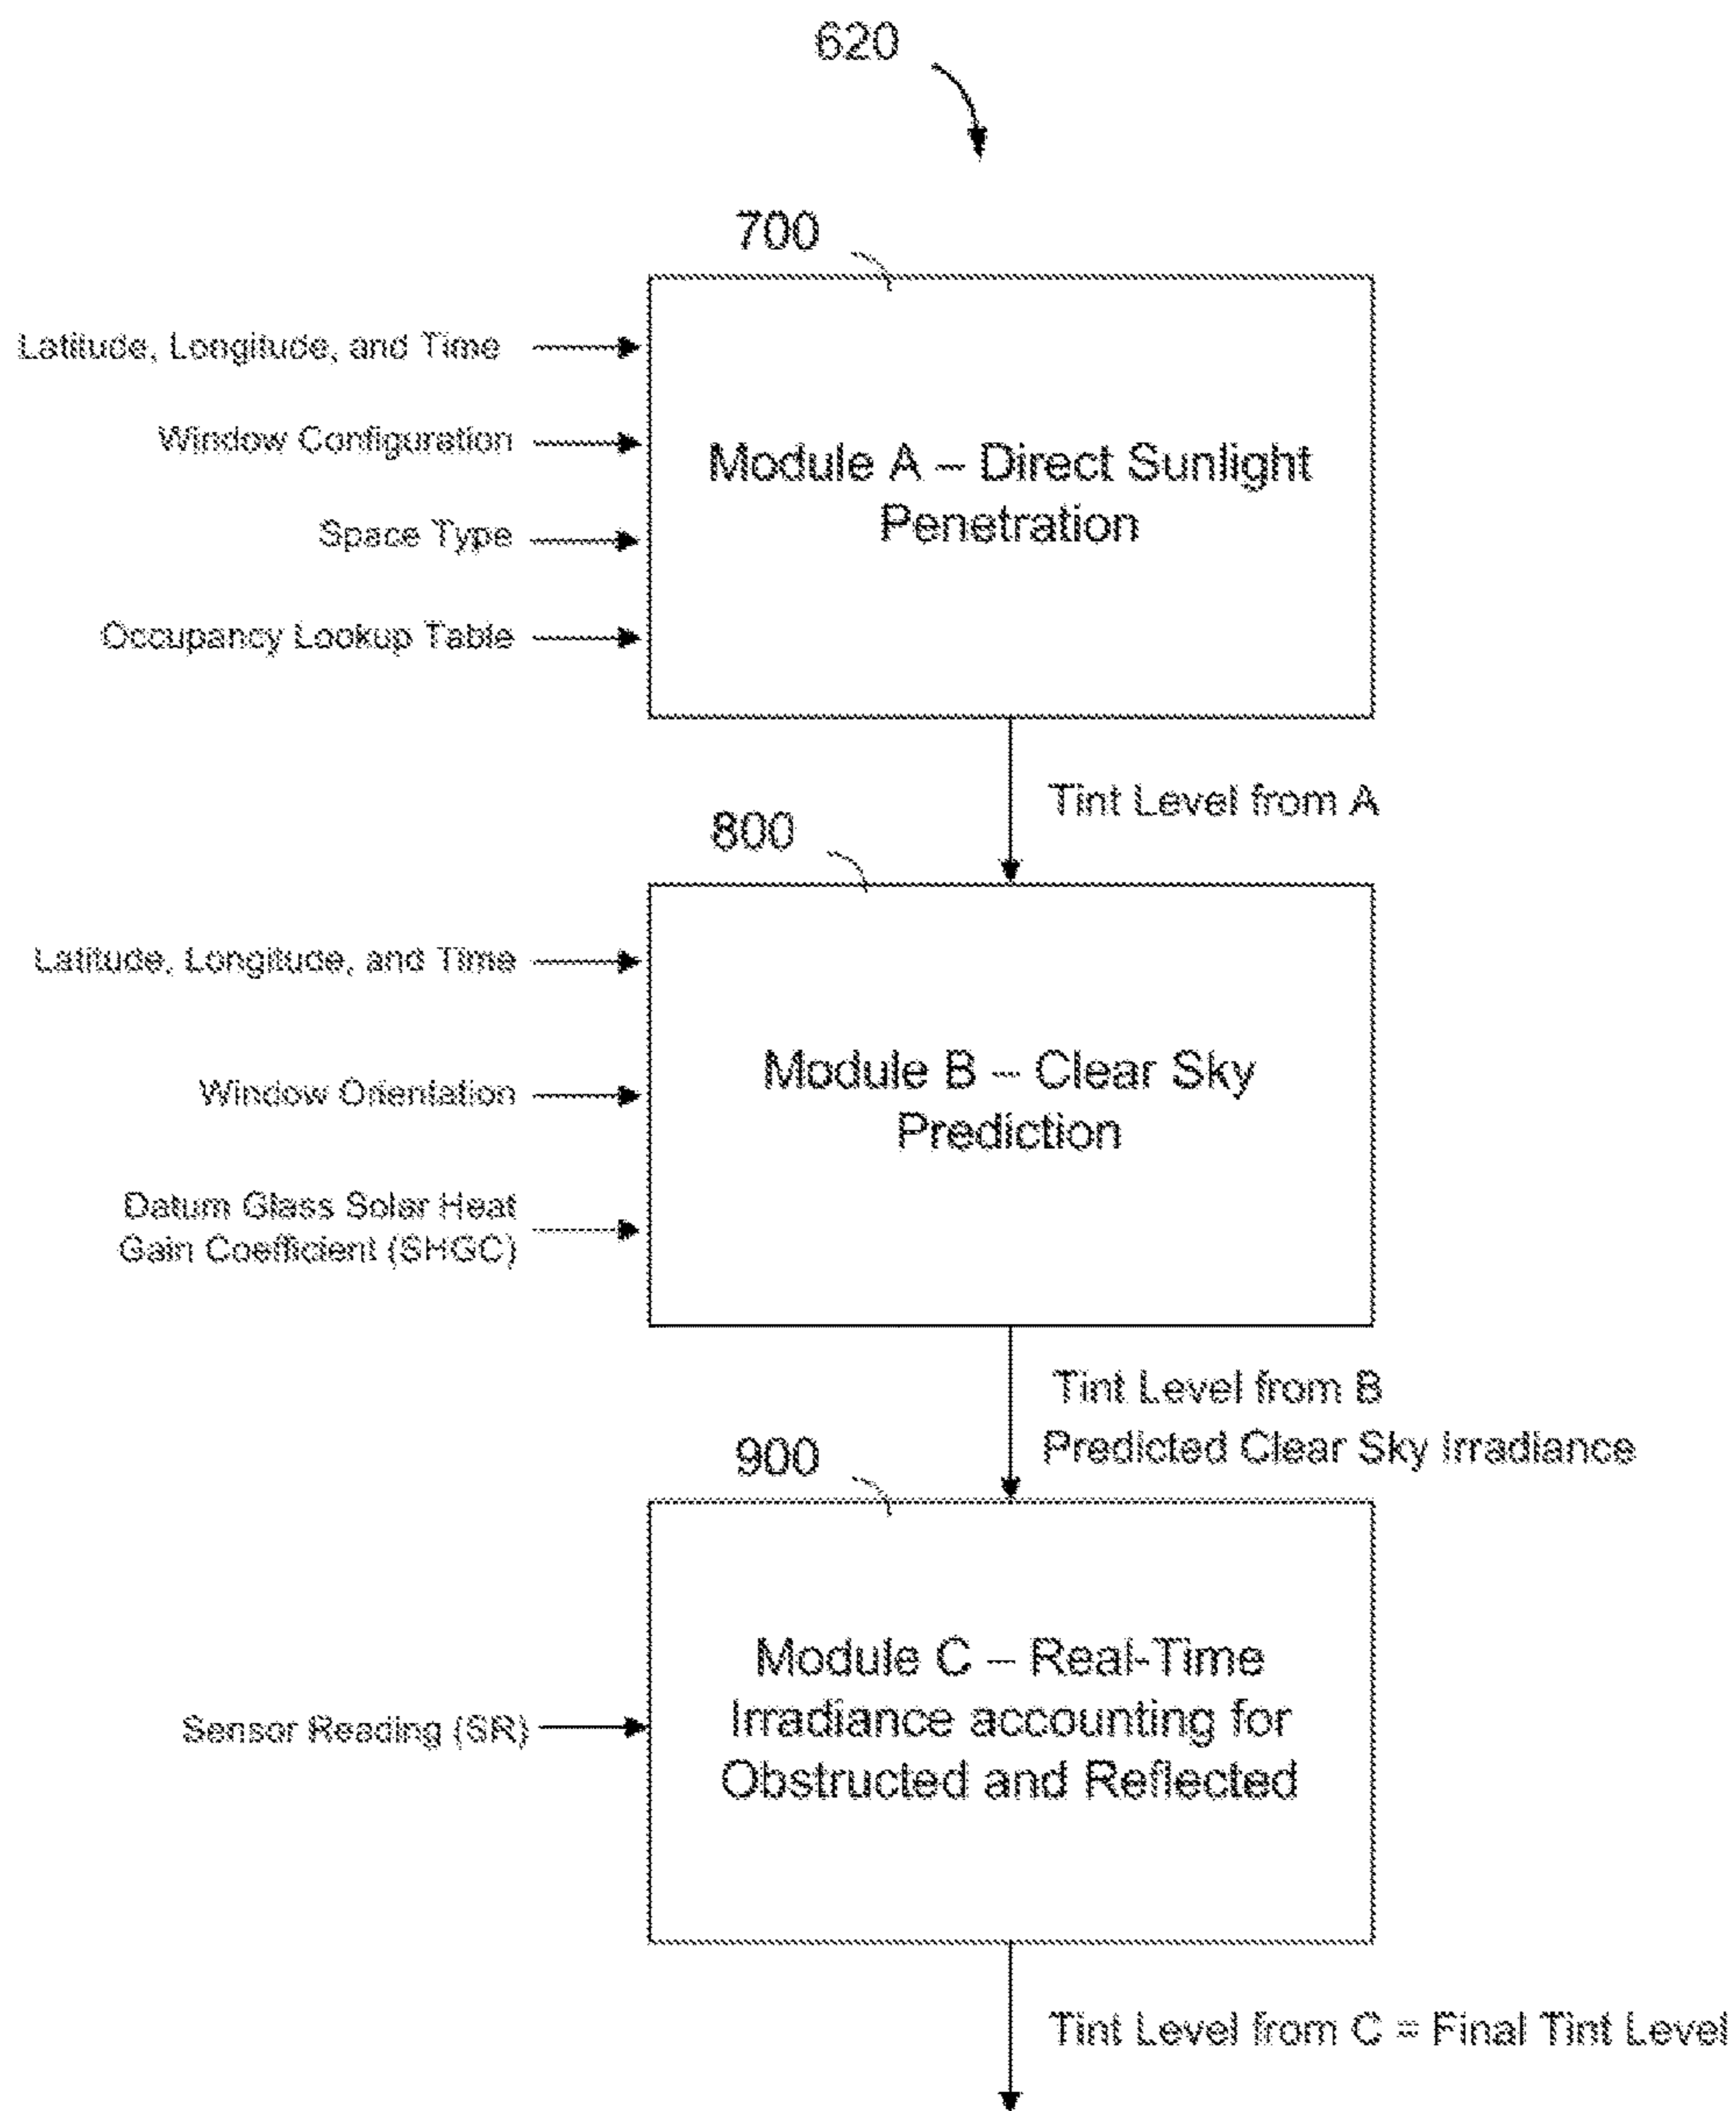 620
700
Latitude, Longitude, and Time
Window Configuration
Module A – Direct Sunlight
Penetration
Space Type
Occupancy Lookup Table
Tint Level from A
800
Latitude, Longitude, and Time
Module B – Clear Sky
Prediction
Window Orientation
Datum Glass Solar Heat
Gain Coefficient (SHGC)
Tint Level from B
Predicted Clear Sky Irradiance
900
Module C – Real-Time
Irradiance accounting for
Obstructed and Reflected
Sensor Reading (SR)
Tint Level from C = Final Tint Level